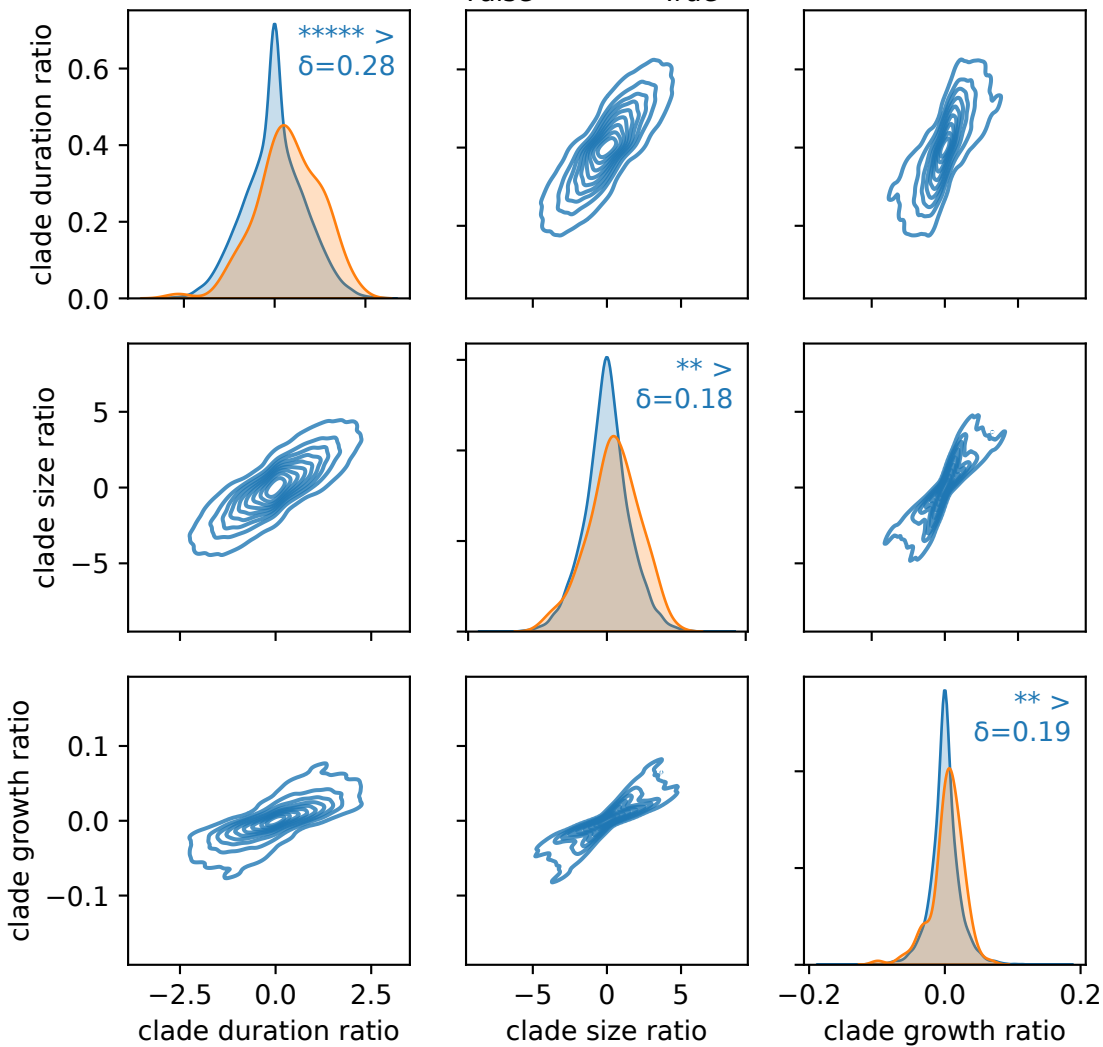 ***** >
δ=0.28
clade duration ratio
0.6
0.4
0.2
0.0
** >
δ=0.18
clade size ratio
5
0
−5
** >
δ=0.19
clade growth ratio
0.1
0.0
−0.1
−2.5 0.0 2.5 −5 0 5 −0.2 0.0 0.2
clade duration ratio clade size ratio clade growth ratio